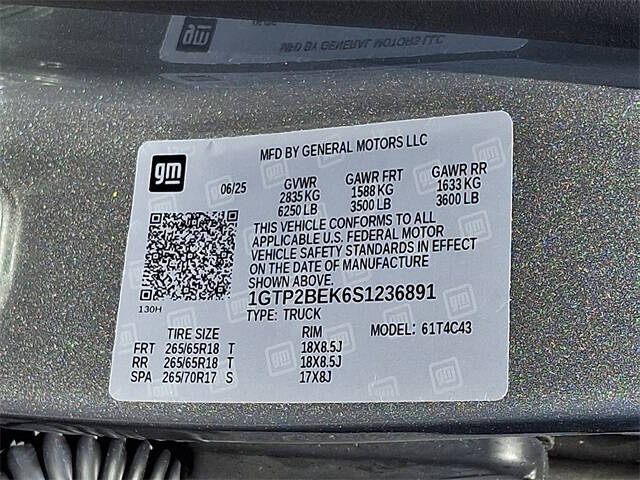 MFD BY GENERAL MOTORS LLC
gm
06/25
GVWR GAWR FRT GAWR RR
2835 KG 1588 KG 1633 KG
6250 LB 3500 LB 3600 LB
THIS VEHICLE CONFORMS TO ALL
APPLICABLE U.S. FEDERAL MOTOR
VEHICLE SAFETY STANDARDS IN EFFECT
ON THE DATE OF MANUFACTURE
SHOWN ABOVE.
130H
1GTP2BEK6S1236891
TYPE: TRUCK
MODEL: 61T4C43
TIRE SIZE RIM
FRT 265/65R18 T 18X8.5J
RR 265/65R18 T 18X8.5J
SPA 265/70R17 S 17X8J